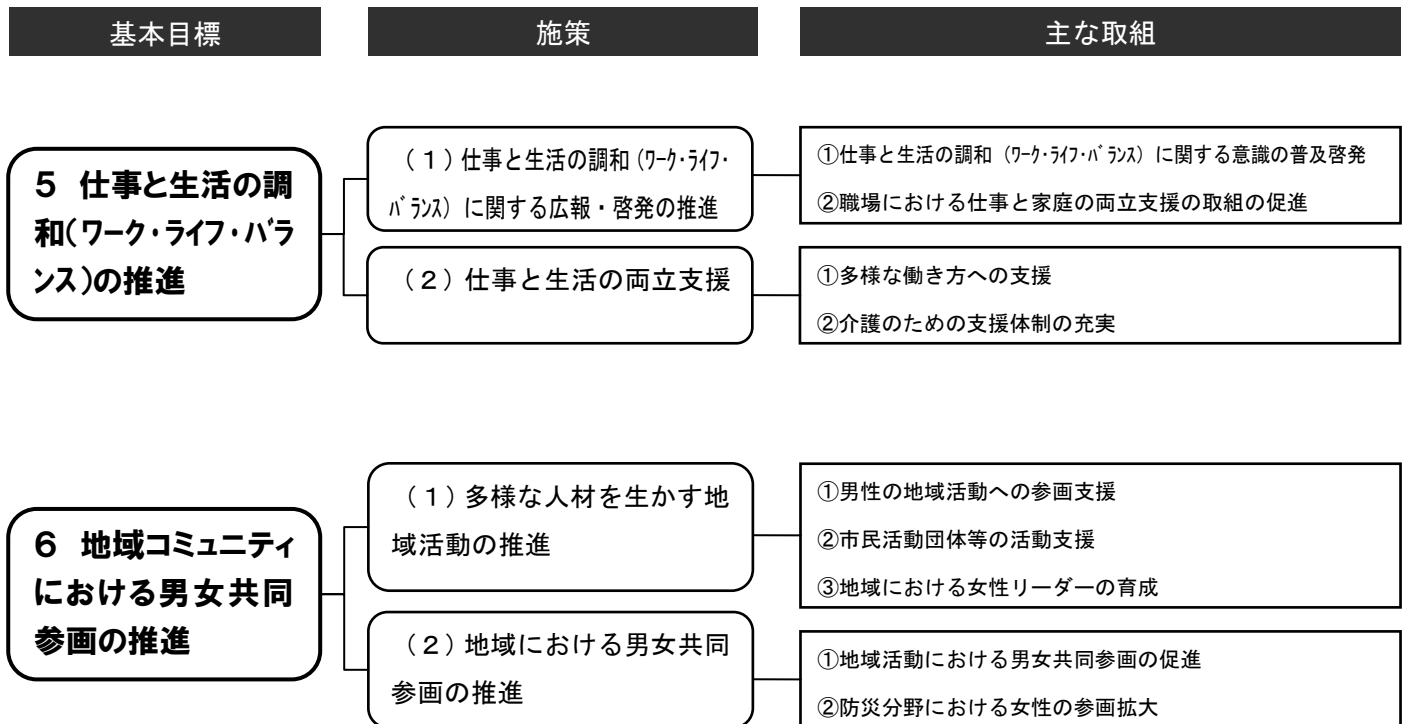 基本目標
施策
主な取組
5 仕事と生活の調
和(ワーク・ライフ・バラ
ンス)の推進
(1)仕事と生活の調和(ワーク・ライフ・
バランス)に関する広報・啓発の推進
①仕事と生活の調和(ワーク・ライフ・バランス)に関する意識の普及啓発
②職場における仕事と家庭の両立支援の取組の促進
(2)仕事と生活の両立支援
①多様な働き方への支援
②介護のための支援体制の充実
6 地域コミュニティ
における男女共同
参画の推進
(1)多様な人材を生かす地
域活動の推進
①男性の地域活動への参画支援
②市民活動団体等の活動支援
③地域における女性リーダーの育成
(2)地域における男女共同
参画の推進
①地域活動における男女共同参画の促進
②防災分野における女性の参画拡大